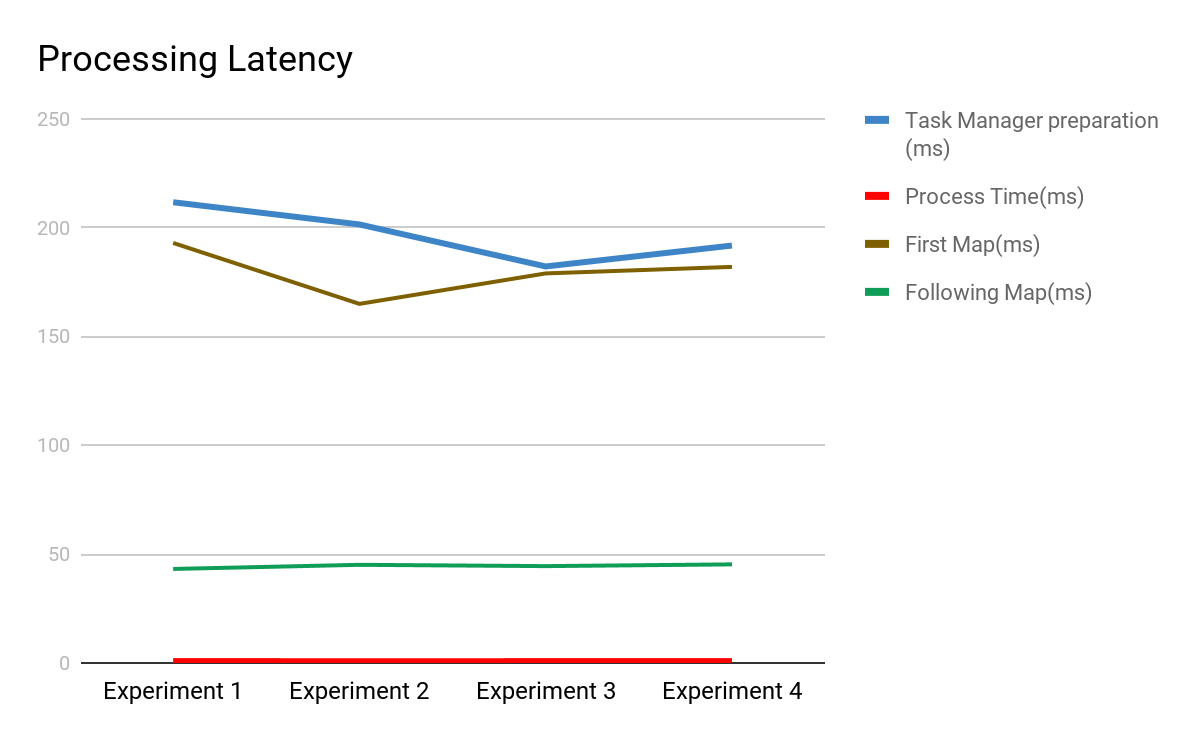 Processing Latency
250
200
150
100
50
0
Experiment 1
Experiment 2
Experiment 3
Experiment 4
Task Manager preparation
(ms)
Process Time(ms)
First Map(ms)
Following Map(ms)